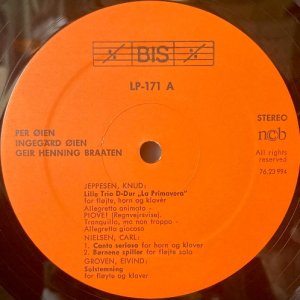 BIS
LP-171 A
PER ØIEN
INGEGÄRD ØIEN
GEIR HENNING BRAATEN
STEREO
ncb
All rights
reserved
76.23 994
JEPPESEN, KNUD:
Lille Trio D-Dur „La Primavera"
for fløjte, horn og klavér
Allegretto animato -
PIOVE! (Regnvejrsvise).
Tranquillo, ma non troppo -
Allegretto giocoso
NIELSEN, CARL:
1. Canto serioso for horn og klaver
2. Børnene spiller for fløjte solo
GROVEN, EIVIND:
Solstemning
for fløyte og klaver.